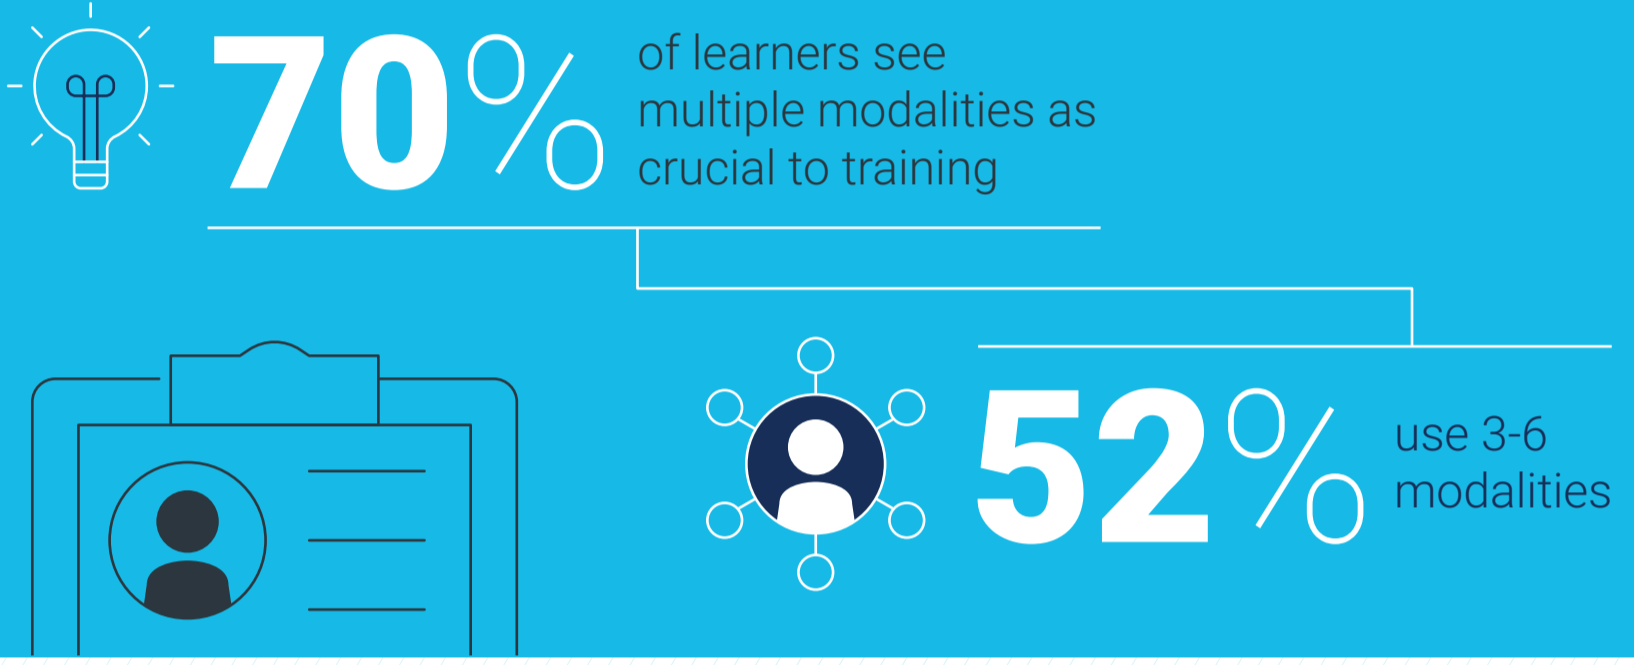 70% of learners see
multiple modalities as
crucial to training
52% use 3-6
modalities